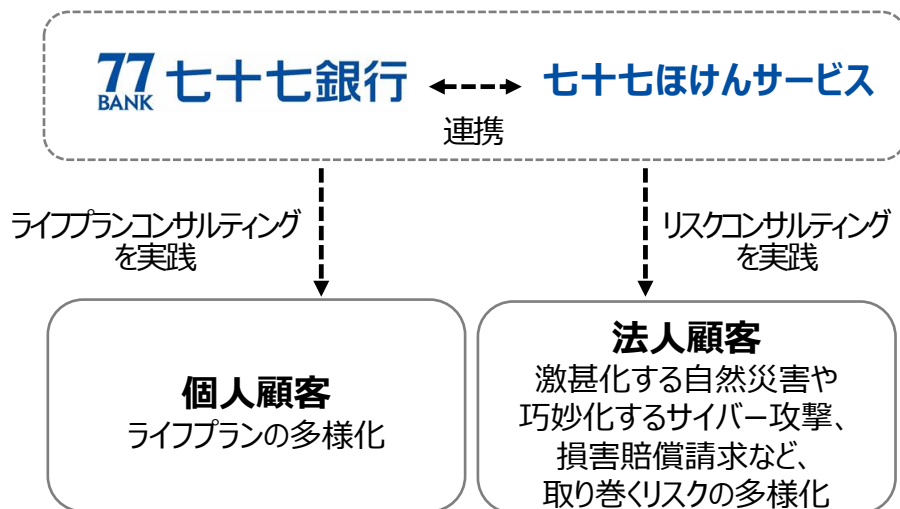 77
BANK
七十七銀行
七十七ほけんサービス
連携
ライフプランコンサルティング
を実践
リスクコンサルティング
を実践
個人顧客
ライフプランの多様化
法人顧客
激甚化する自然災害や
巧妙化するサイバー攻撃、
損害賠償請求など、
取り巻くリスクの多様化